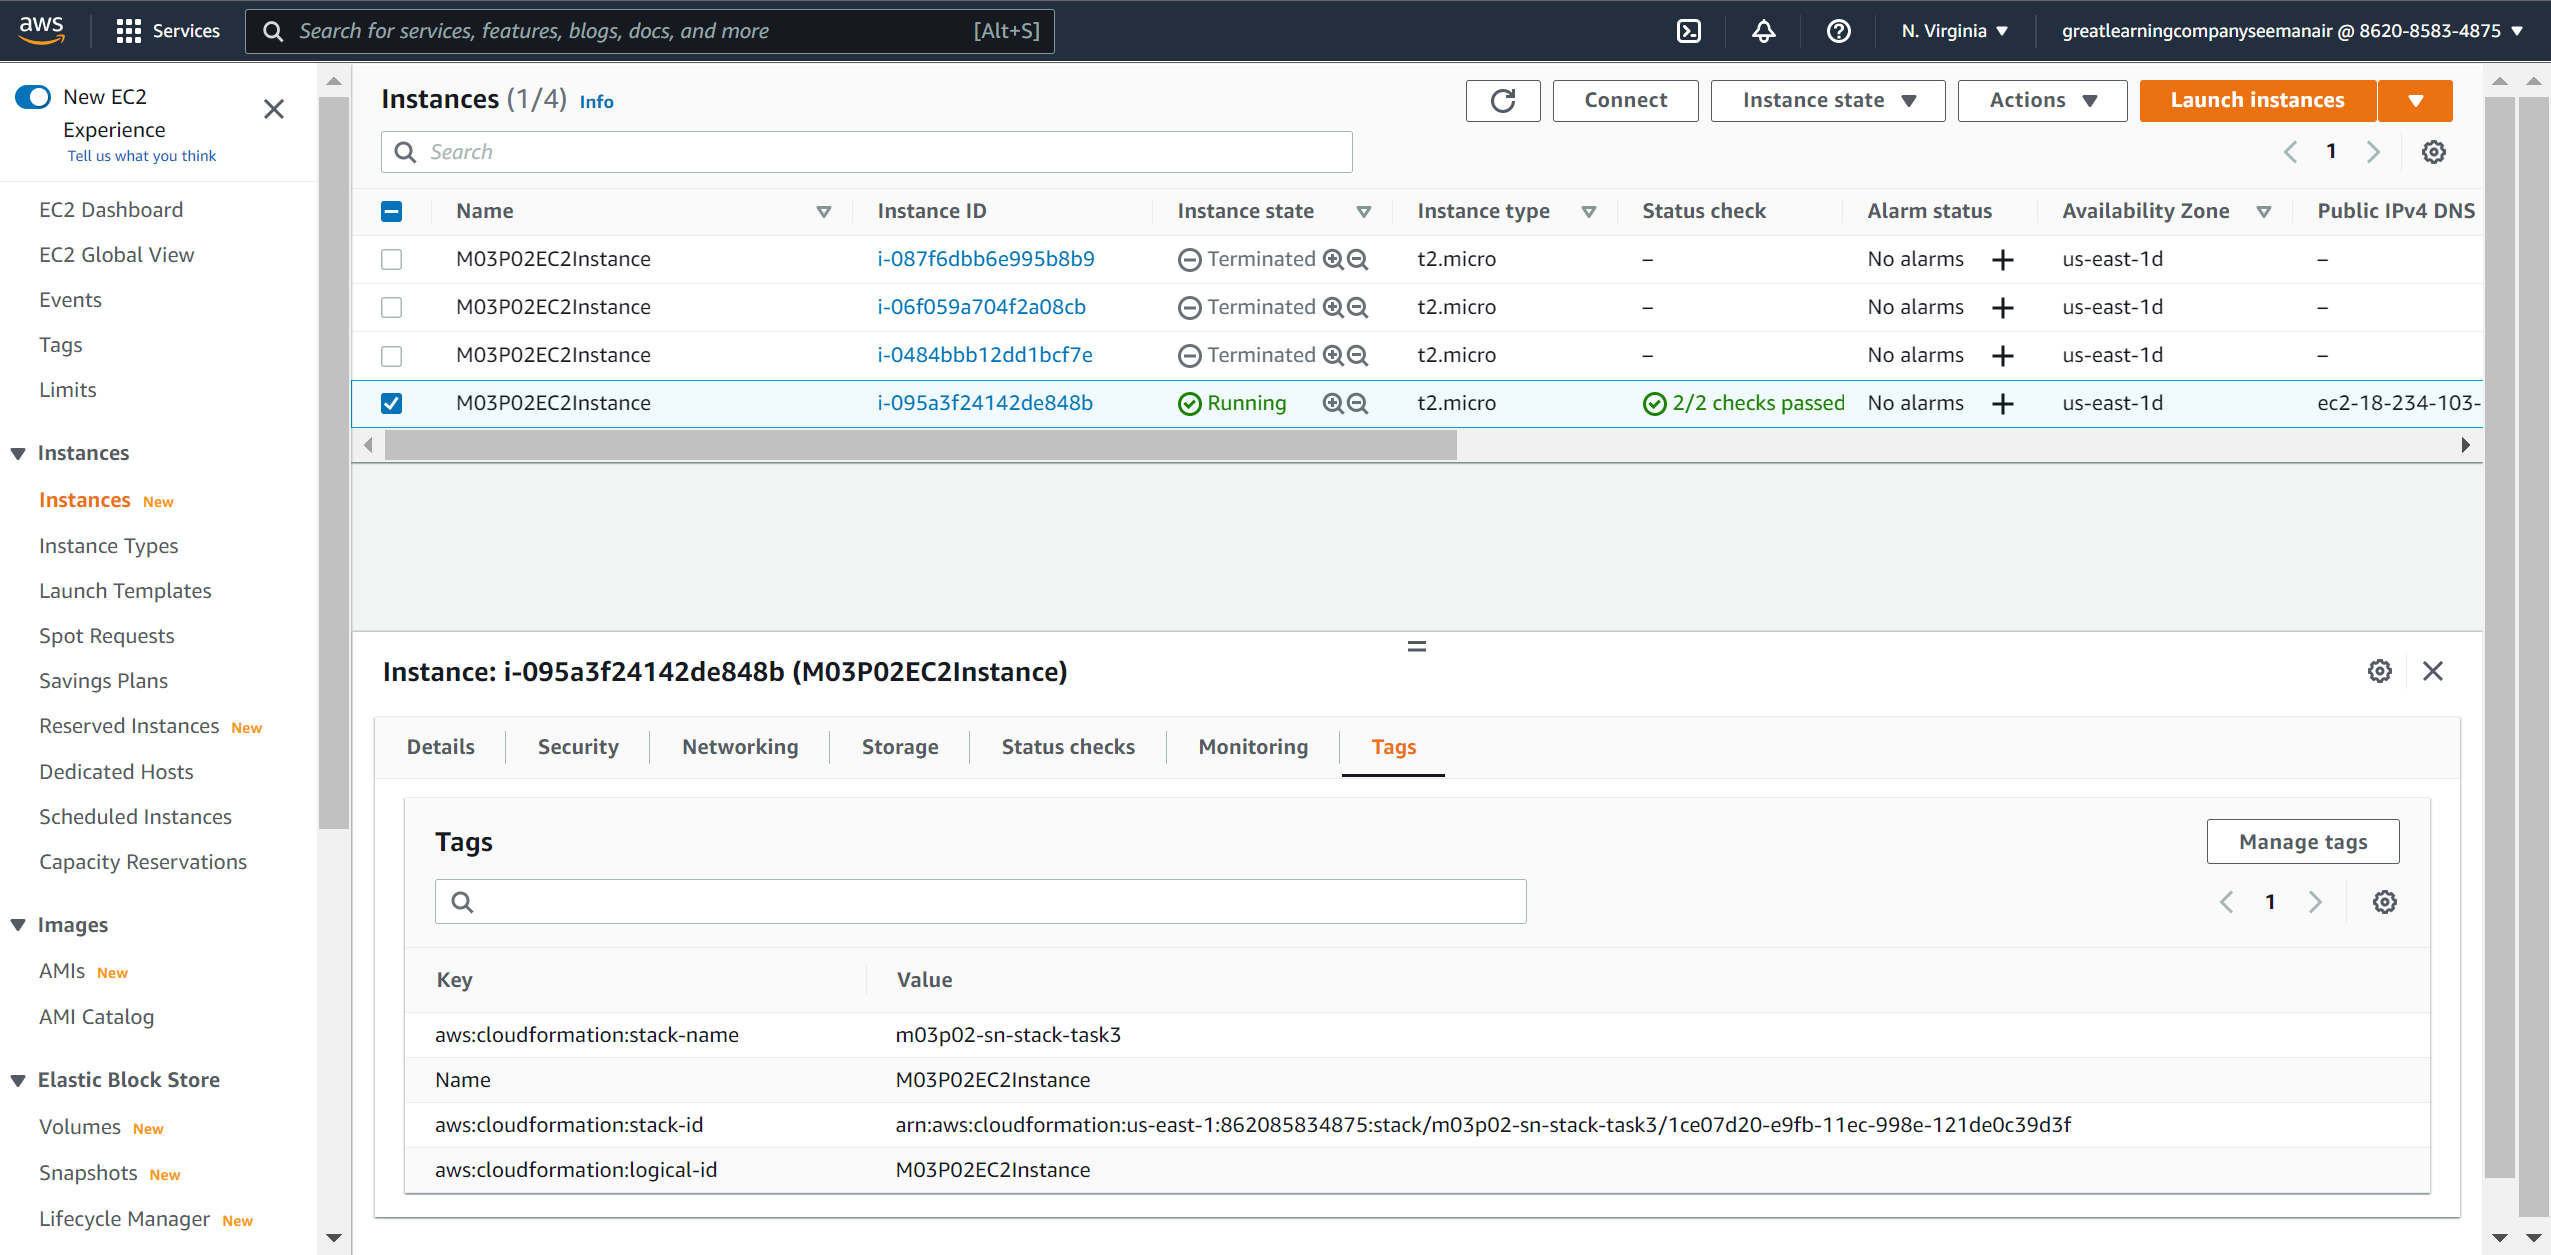 aws
Services
Search for services, features, blogs, docs, and more
[Alt+S]
N. Virginia
greatlearningcompanyseemanair @ 8620-8583-4875
New EC2
Experience
Tell us what you think
EC2 Dashboard
EC2 Global View
Events
Tags
Limits
Instances
Instances New
Instance Types
Launch Templates
Spot Requests
Savings Plans
Reserved Instances New
Dedicated Hosts
Scheduled Instances
Capacity Reservations
Images
AMIs New
AMI Catalog
Elastic Block Store
Volumes New
Snapshots New
Lifecycle Manager New
Instances (1/4) Info
Connect
Instance state
Actions
Launch instances
Search
1
Name Instance ID Instance state Instance type Status check Alarm status Availability Zone Public IPv4 DNS
M03P02EC2Instance i-087f6dbb6e995b8b9 Terminated t2.micro – No alarms us-east-1d –
M03P02EC2Instance i-06f059a704f2a08cb Terminated t2.micro – No alarms us-east-1d –
M03P02EC2Instance i-0484bbb12dd1bcf7e Terminated t2.micro – No alarms us-east-1d –
M03P02EC2Instance i-095a3f24142de848b Running t2.micro 2/2 checks passed No alarms us-east-1d ec2-18-234-103-
Instance: i-095a3f24142de848b (M03P02EC2Instance)
Details Security Networking Storage Status checks Monitoring Tags
Tags
Manage tags
1
Key Value
aws:cloudformation:stack-name m03p02-sn-stack-task3
Name M03P02EC2Instance
aws:cloudformation:stack-id arn:aws:cloudformation:us-east-1:862085834875:stack/m03p02-sn-stack-task3/1ce07d20-e9fb-11ec-998e-121de0c39d3f
aws:cloudformation:logical-id M03P02EC2Instance